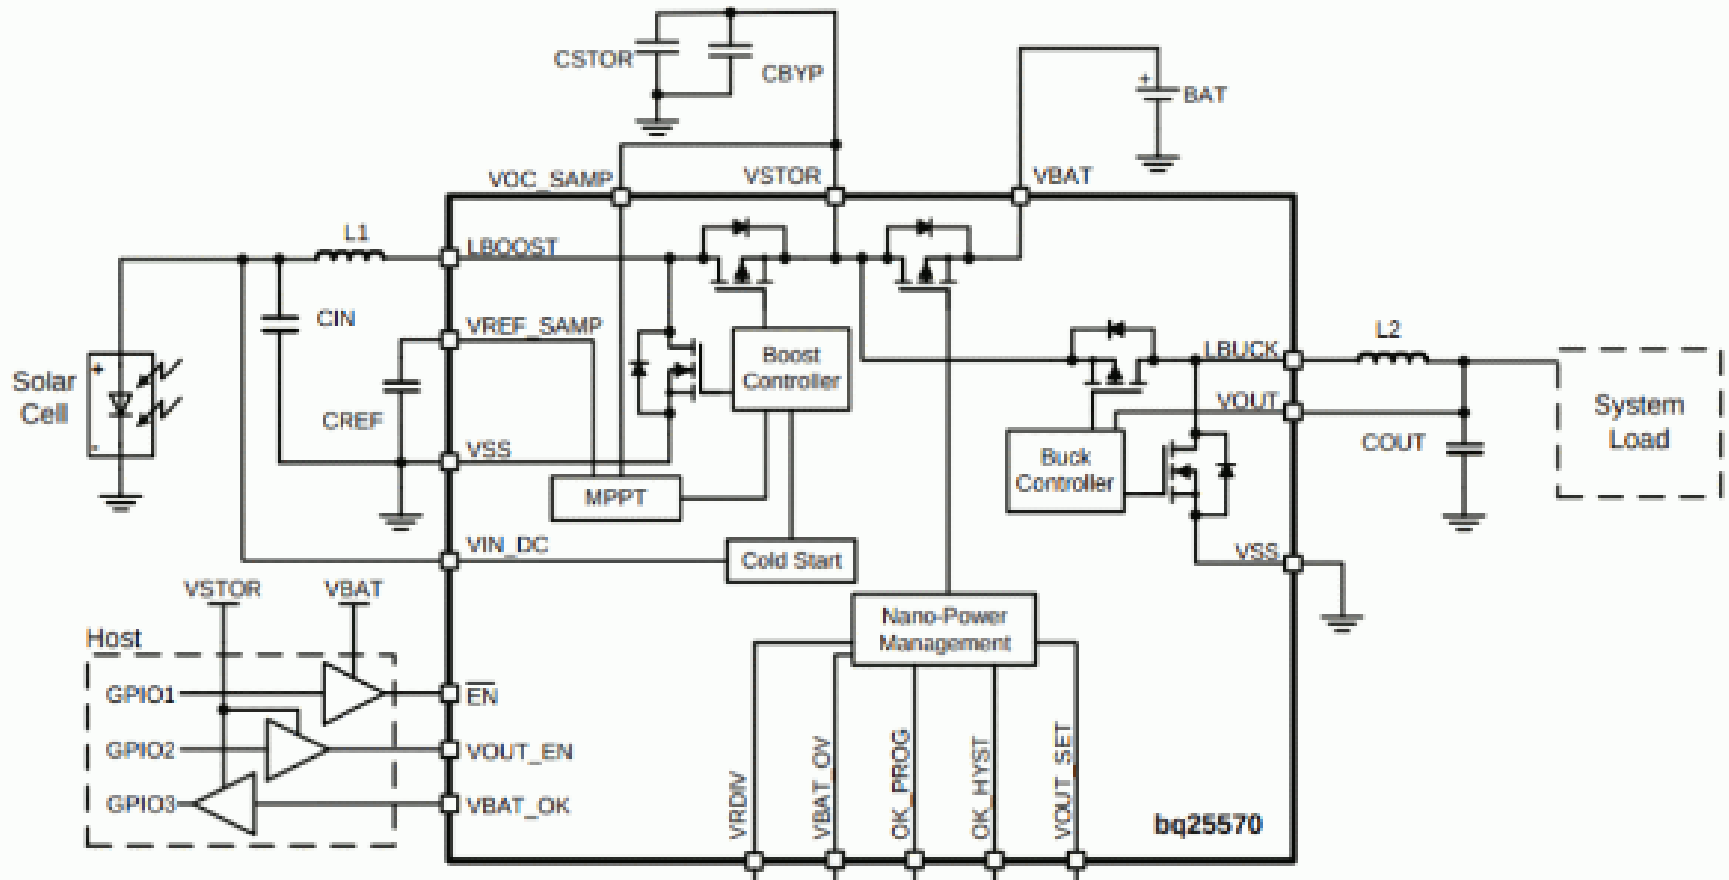 CSTOR
CBYP
+
BAT
VOC_SAMP
VSTOR
VBAT
L1
LBOOST
CIN
VREF_SAMP
Boost
Controller
LBUCK
L2
Solar
Cell
+
-
CREF
VOUT
System
Load
VSS
Buck
Controller
COUT
MPPT
VIN_DC
Cold Start
VSS
VSTOR
VBAT
Nano-Power
Management
Host
GPIO1
EN
GPIO2
VOUT_EN
GPIO3
VBAT_OK
VRDIV
VBAT_OV
OK_PROG
OK_HYST
VOUT_SET
bq25570